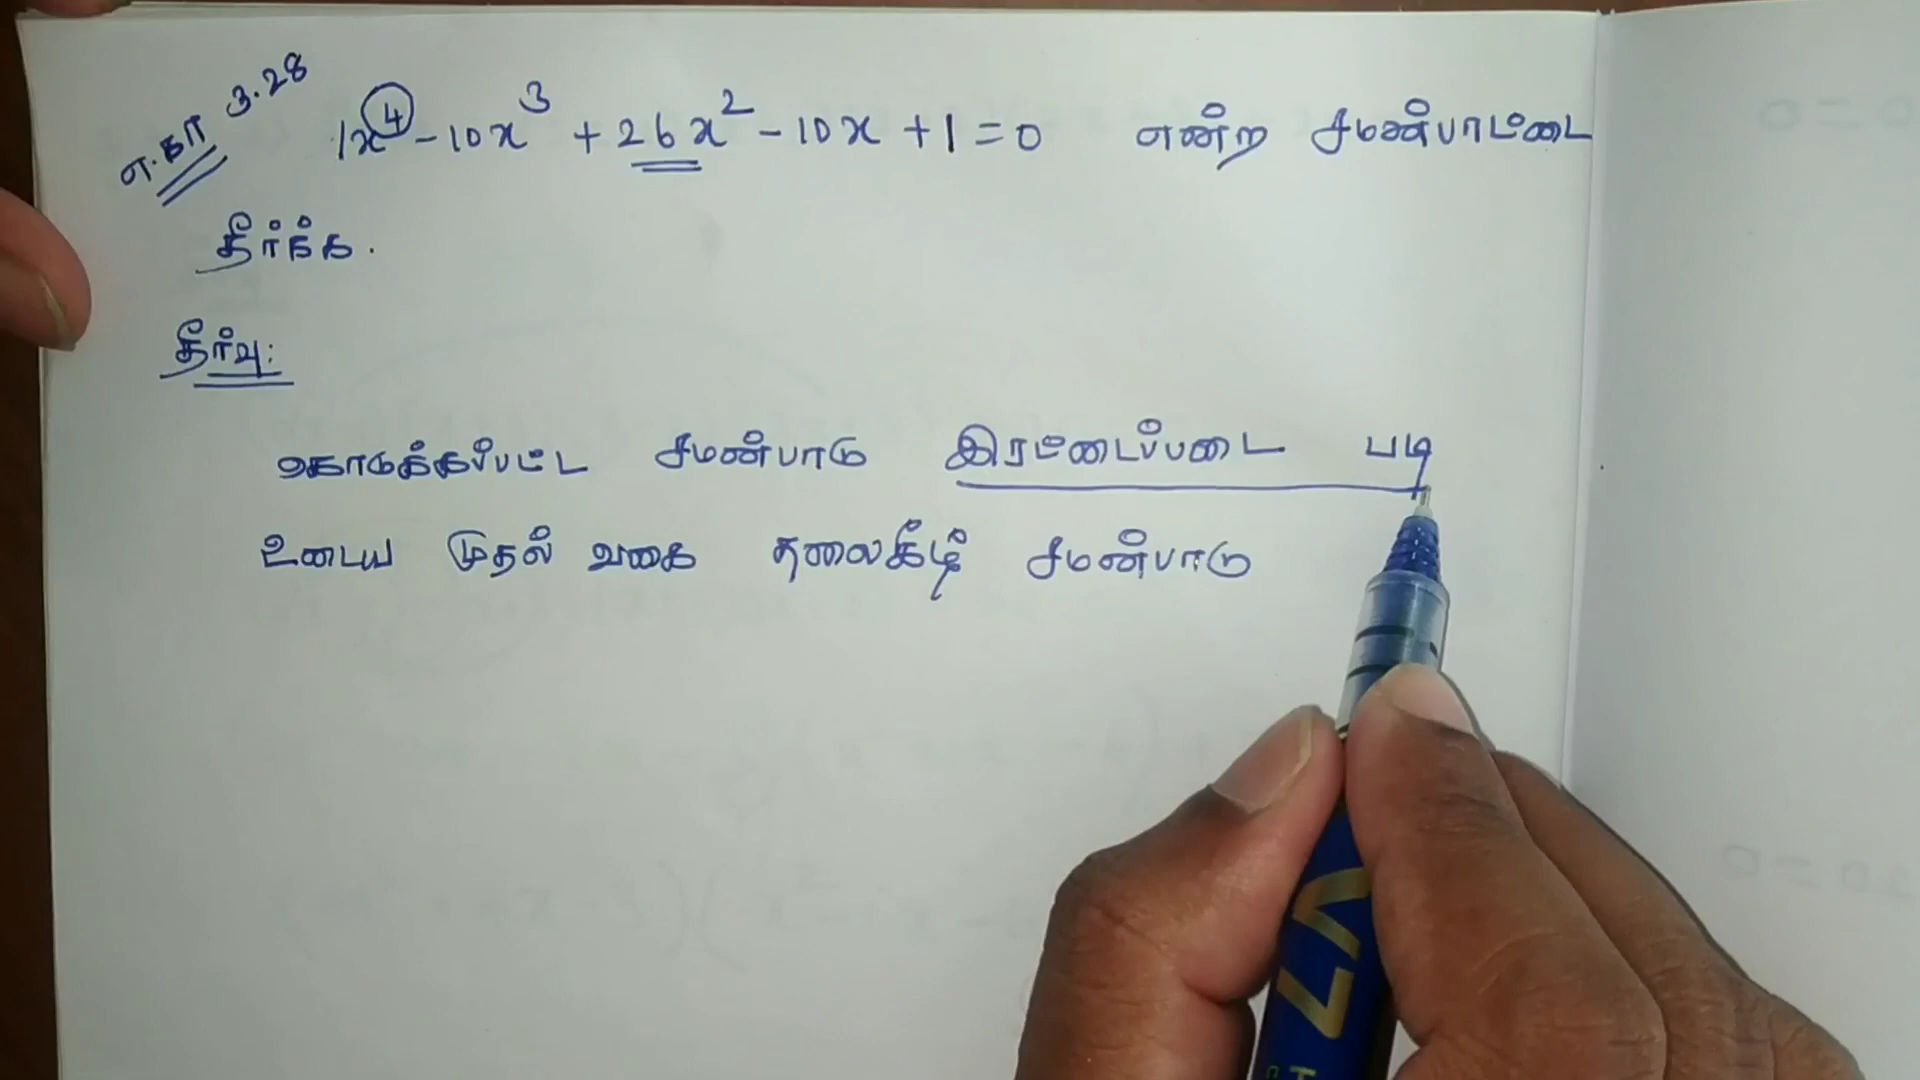 எ.கா 3.28
1x⁴ - 10x³ + 26x² - 10x + 1 = 0 என்ற சமன்பாட்டை
தீர்க்க.
தீர்வு:
கொடுக்கப்பட்ட சமன்பாடு இரட்டைப்படை படி
உடைய முதல் வகை தலைகீழ் சமன்பாடு
V7